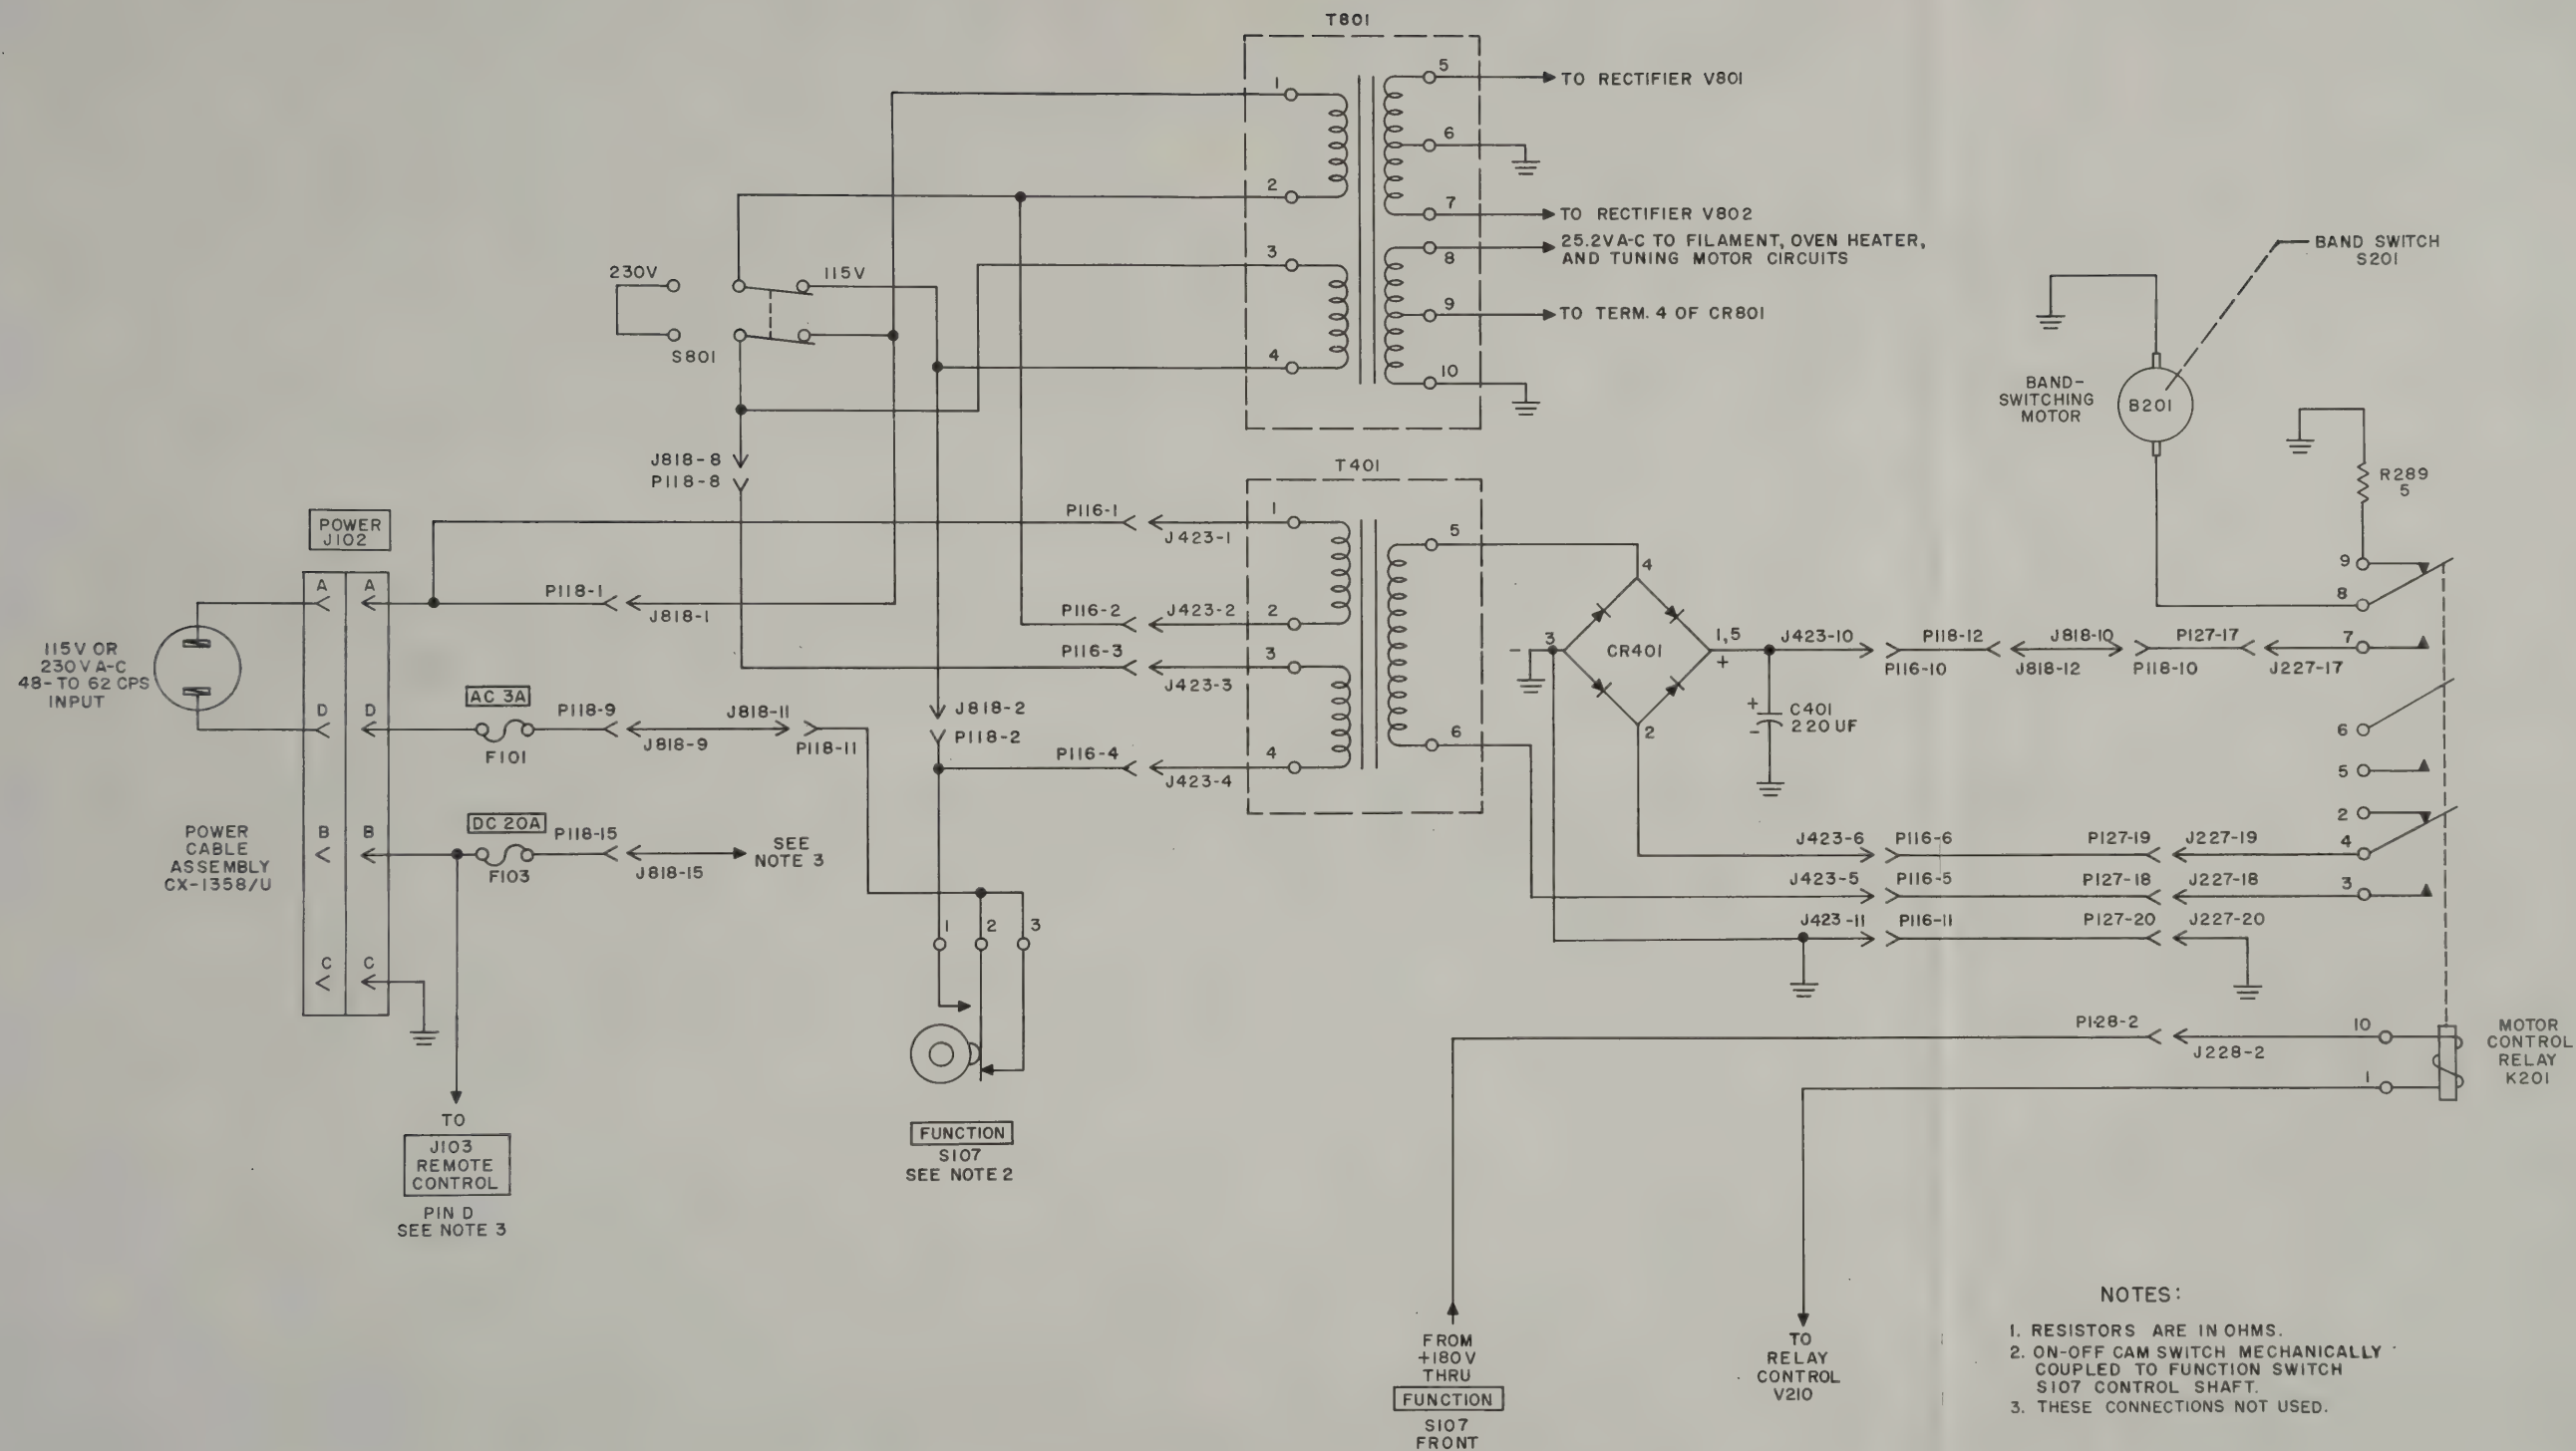 T801
1
2
3
4
5
6
7
8
9
10
TO RECTIFIER V801
TO RECTIFIER V802
25.2V A-C TO FILAMENT, OVEN HEATER,
AND TUNING MOTOR CIRCUITS
TO TERM. 4 OF CR801
230V
115V
S801
J818-8
P118-8
BAND SWITCH
S201
BAND-
SWITCHING
MOTOR
B201
R289
5
T401
1
2
3
4
5
6
P116-1
J423-1
P116-2
J423-2
P116-3
J423-3
P116-4
J423-4
POWER
J102
A A
D D
B B
C C
P118-1
J818-1
115V OR
230V A-C
48- TO 62 CPS
INPUT
AC 3A
F101
P118-9
J818-9
J818-11
P118-11
J818-2
P118-2
POWER
CABLE
ASSEMBLY
CX-1358/U
DC 20A
F103
P118-15
J818-15
SEE
NOTE 3
TO
J103
REMOTE
CONTROL
PIN D
SEE NOTE 3
1
2
3
FUNCTION
S107
SEE NOTE 2
4
3
-
CR401
1,5
+
2
+
-
C401
220 UF
J423-10
P116-10
P118-12
J818-12
J818-10
P118-10
P127-17
J227-17
9
8
7
6
5
2
4
3
J423-6
P116-6
P127-19
J227-19
J423-5
P116-5
P127-18
J227-18
J423-11
P116-11
P127-20
J227-20
P128-2
J228-2
10
1
MOTOR
CONTROL
RELAY
K201
FROM
+180V
THRU
FUNCTION
S107
FRONT
TO
RELAY
CONTROL
V210
NOTES:
1. RESISTORS ARE IN OHMS.
2. ON-OFF CAM SWITCH MECHANICALLY
COUPLED TO FUNCTION SWITCH
S107 CONTROL SHAFT.
3. THESE CONNECTIONS NOT USED.